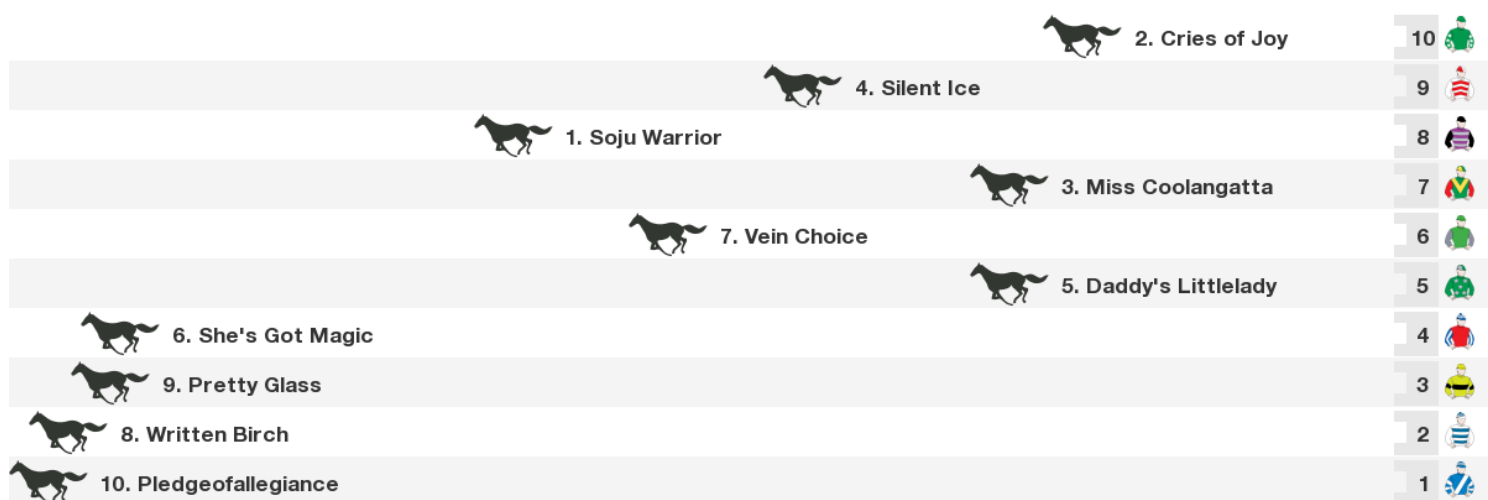 2. Cries of Joy 10
4. Silent Ice 9
1. Soju Warrior 8
3. Miss Coolangatta 7
7. Vein Choice 6
5. Daddy's Littlelady 5
6. She's Got Magic 4
9. Pretty Glass 3
8. Written Birch 2
10. Pledgeofallegiance 1